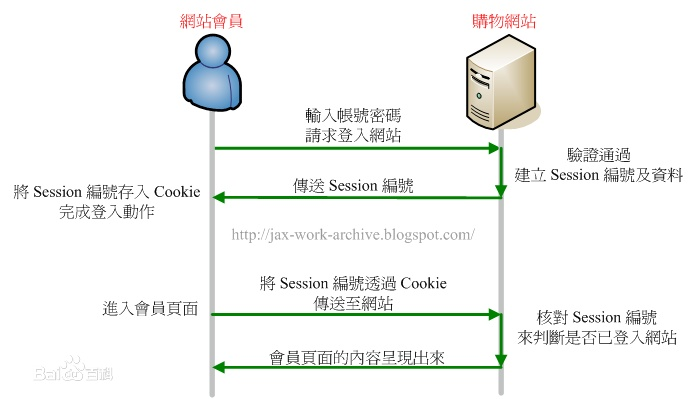 網站會員
購物網站
輸入帳號密碼
請求登入網站
驗證通過
建立 Session 編號及資料
傳送 Session 編號
將 Session 編號存入 Cookie
完成登入動作
http://jax-work-archive.blogspot.com/
將 Session 編號透過 Cookie
傳送至網站
進入會員頁面
核對 Session 編號
來判斷是否已登入網站
會員頁面的內容呈現出來
Bai百科